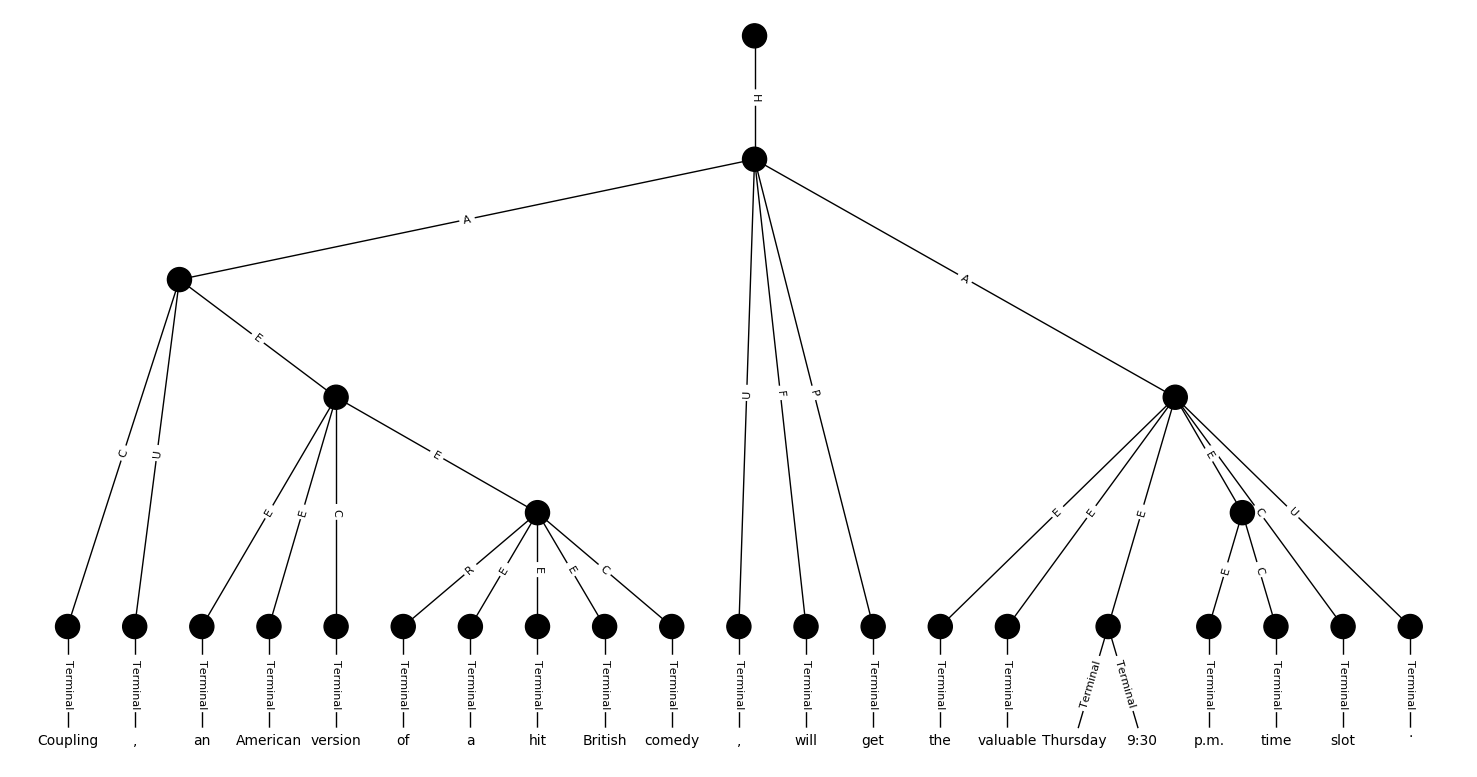 H
A
A
E
E
C
U
E
E
E
C
R
E
E
E
C
U
F
P
E
E
E
E
C
U
E
C
Terminal Terminal Terminal Terminal Terminal Terminal Terminal Terminal Terminal Terminal Terminal Terminal Terminal Terminal Terminal Terminal Terminal Terminal Terminal Terminal Terminal
Coupling , an American version of a hit British comedy , will get the valuable Thursday 9:30 p.m. time slot .